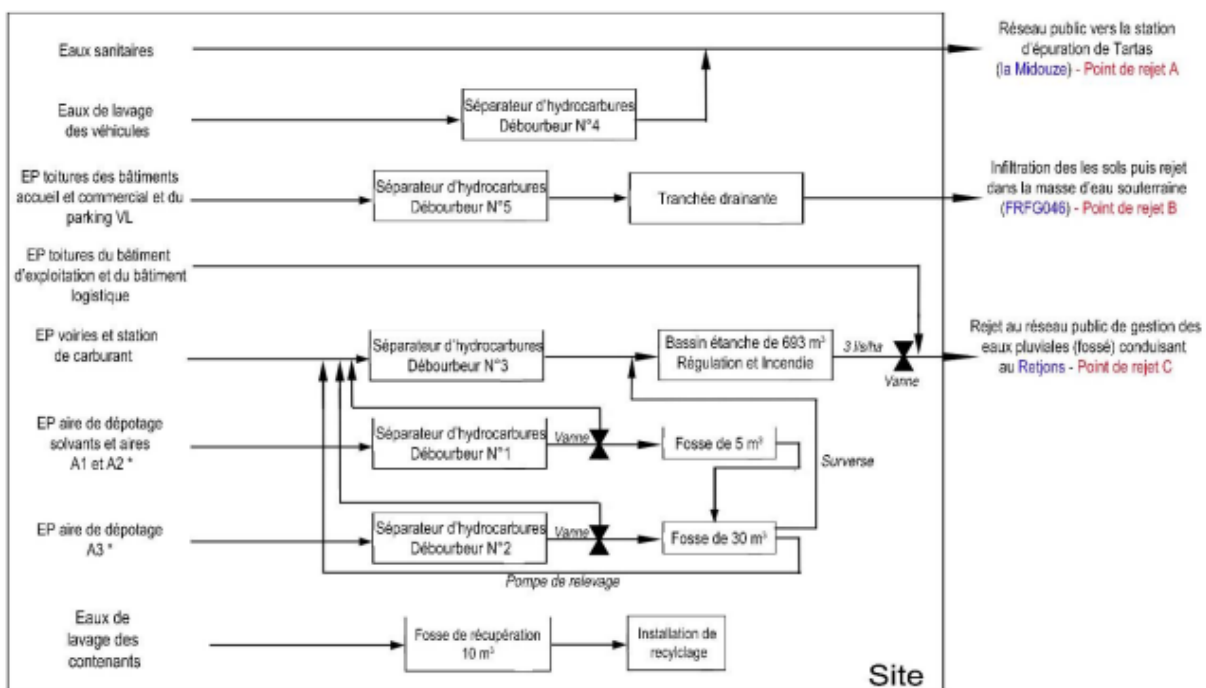 Eaux sanitaires
Réseau public vers la station
d'épuration de Tartas
(la Midouze) - Point de rejet A
Eaux de lavage
des véhicules
Séparateur d'hydrocarbures
Débourbeur N°4
EP toitures des bâtiments
accueil et commercial et du
parking VL
Séparateur d'hydrocarbures
Débourbeur N°5
Tranchée drainante
Infiltration des les sols puis rejet
dans la masse d'eau souterraine
(FRFG046) - Point de rejet B
EP toitures du bâtiment
d'exploitation et du bâtiment
logistique
EP voiries et station
de carburant
Séparateur d'hydrocarbures
Débourbeur N°3
Bassin étanche de 693 m³
Régulation et Incendie
3 l/s/ha
Vanne
Rejet au réseau public de gestion des
eaux pluviales (fossé) conduisant
au Retjons - Point de rejet C
EP aire de dépotage
solvants et aires
A1 et A2 *
Séparateur d'hydrocarbures
Débourbeur N°1
Vanne
Fosse de 5 m³
Surverse
EP aire de dépotage
A3 *
Séparateur d'hydrocarbures
Débourbeur N°2
Vanne
Fosse de 30 m³
Pompe de relevage
Eaux de
lavage des
contenants
Fosse de récupération
10 m³
Installation de
recylclage
Site